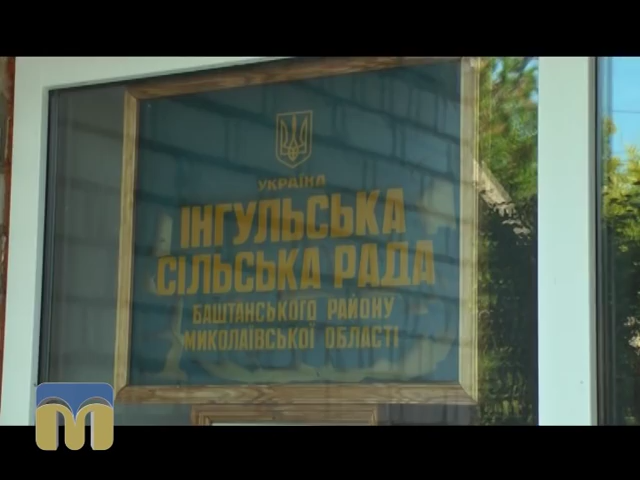 УКРАЇНА
ІНГУЛЬСЬКА
СІЛЬСЬКА РАДА
БАШТАНСЬКОГО РАЙОНУ
МИКОЛАЇВСЬКОЇ ОБЛАСТІ
М